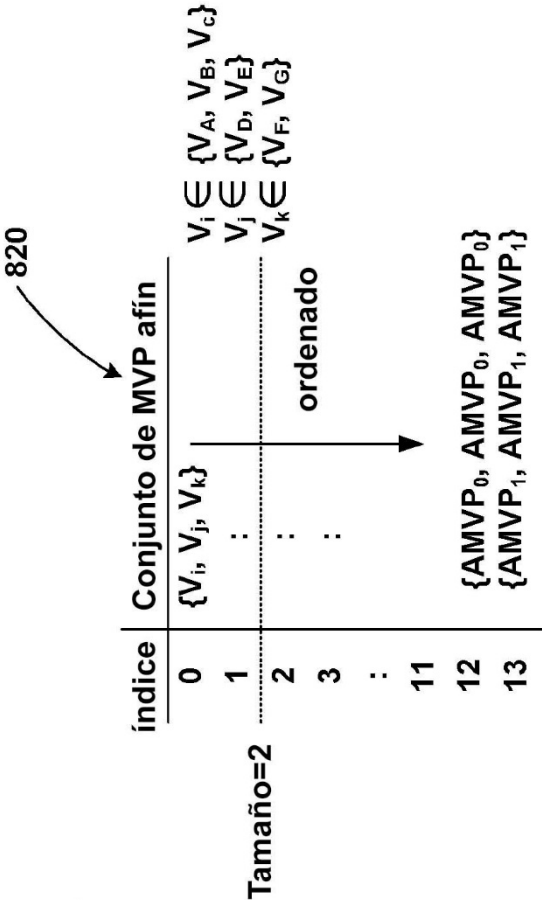 820
índice Conjunto de MVP afín
0 {Vi, Vj, Vk} Vi ∈ {VA, VB, VC}
1 : Vj ∈ {VD, VE}
Tamaño=2
2 : Vk ∈ {VF, VG}
3 : ordenado
:
11
12 {AMVP0, AMVP0, AMVP0}
13 {AMVP1, AMVP1, AMVP1}